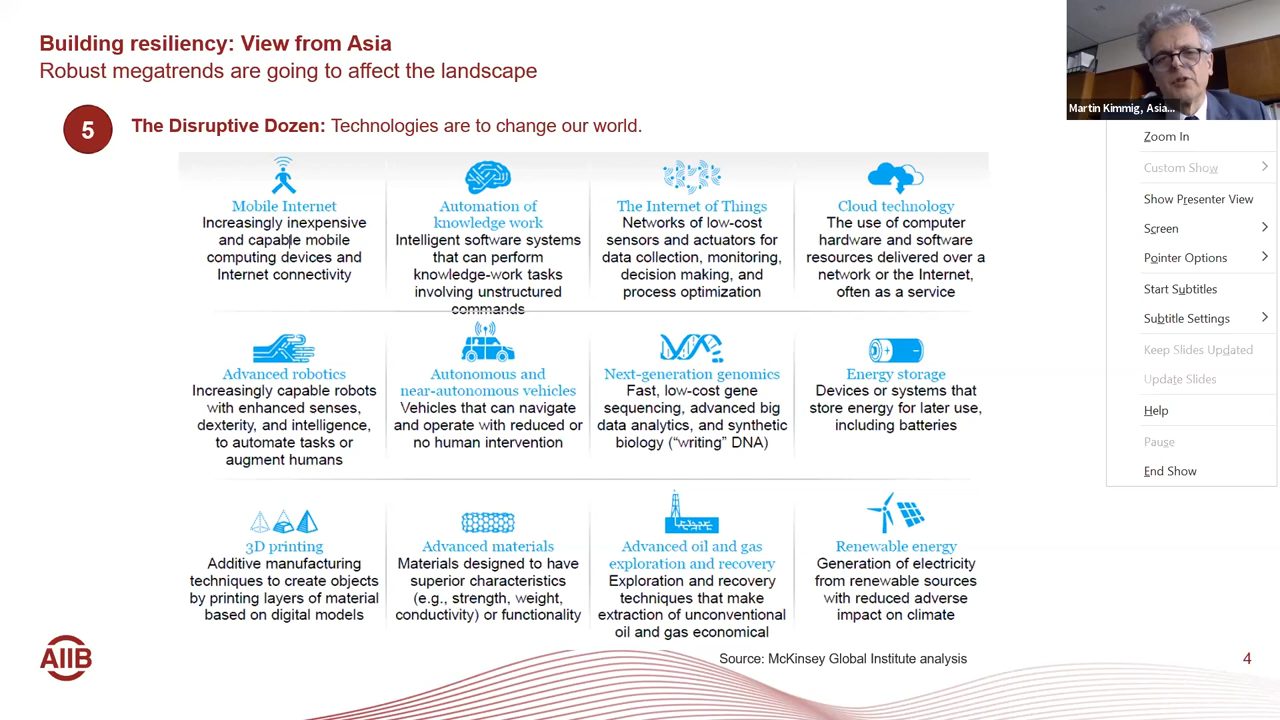 Building resiliency: View from Asia
Robust megatrends are going to affect the landscape
Martin Kimmig, Asia...
5
The Disruptive Dozen: Technologies are to change our world.
Mobile Internet
Increasingly inexpensive
and capable mobile
computing devices and
Internet connectivity
Automation of
knowledge work
Intelligent software systems
that can perform
knowledge-work tasks
involving unstructured
commands
The Internet of Things
Networks of low-cost
sensors and actuators for
data collection, monitoring,
decision making, and
process optimization
Cloud technology
The use of computer
hardware and software
resources delivered over a
network or the Internet,
often as a service
Advanced robotics
Increasingly capable robots
with enhanced senses,
dexterity, and intelligence,
to automate tasks or
augment humans
Autonomous and
near-autonomous vehicles
Vehicles that can navigate
and operate with reduced or
no human intervention
Next-generation genomics
Fast, low-cost gene
sequencing, advanced big
data analytics, and synthetic
biology (“writing” DNA)
Energy storage
Devices or systems that
store energy for later use,
including batteries
3D printing
Additive manufacturing
techniques to create objects
by printing layers of material
based on digital models
Advanced materials
Materials designed to have
superior characteristics
(e.g., strength, weight,
conductivity) or functionality
Advanced oil and gas
exploration and recovery
Exploration and recovery
techniques that make
extraction of unconventional
oil and gas economical
Renewable energy
Generation of electricity
from renewable sources
with reduced adverse
impact on climate
Zoom In
Custom Show
Show Presenter View
Screen
Pointer Options
Start Subtitles
Subtitle Settings
Keep Slides Updated
Update Slides
Help
Pause
End Show
AIIB
Source: McKinsey Global Institute analysis
4